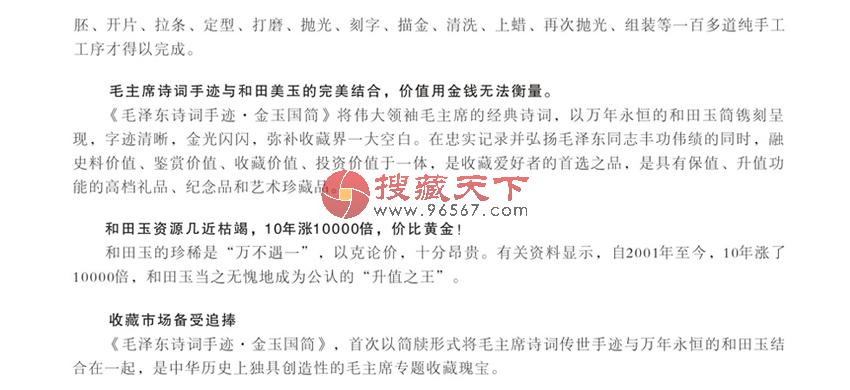 胚、开片、拉条、定型、打磨、抛光、刻字、描金、清洗、上蜡、再次抛光、组装等一百多道纯手工
工序才得以完成。
毛主席诗词手迹与和田美玉的完美结合，价值用金钱无法衡量。
《毛泽东诗词手迹·金玉国简》将伟大领袖毛主席的经典诗词，以万年永恒的和田玉简镌刻呈
现，字迹清晰，金光闪闪，弥补收藏界一大空白。在忠实记录并弘扬毛泽东同志丰功伟绩的同时，融
史料价值、鉴赏价值、收藏价值、投资价值于一体，是收藏爱好者的首选之品，是具有保值、升值功
能的高档礼品、纪念品和艺术珍藏品。
搜藏天下
www.96567.com
和田玉资源几近枯竭，10年涨10000倍，价比黄金！
和田玉的珍稀是“万不遇一”，以克论价，十分昂贵。有关资料显示，自2001年至今，10年涨了
10000倍，和田玉当之无愧地成为公认的“升值之王”。
收藏市场备受追捧
《毛泽东诗词手迹·金玉国简》，首次以简牍形式将毛主席诗词传世手迹与万年永恒的和田玉结
合在一起，是中华历史上独具创造性的毛主席专题收藏瑰宝。